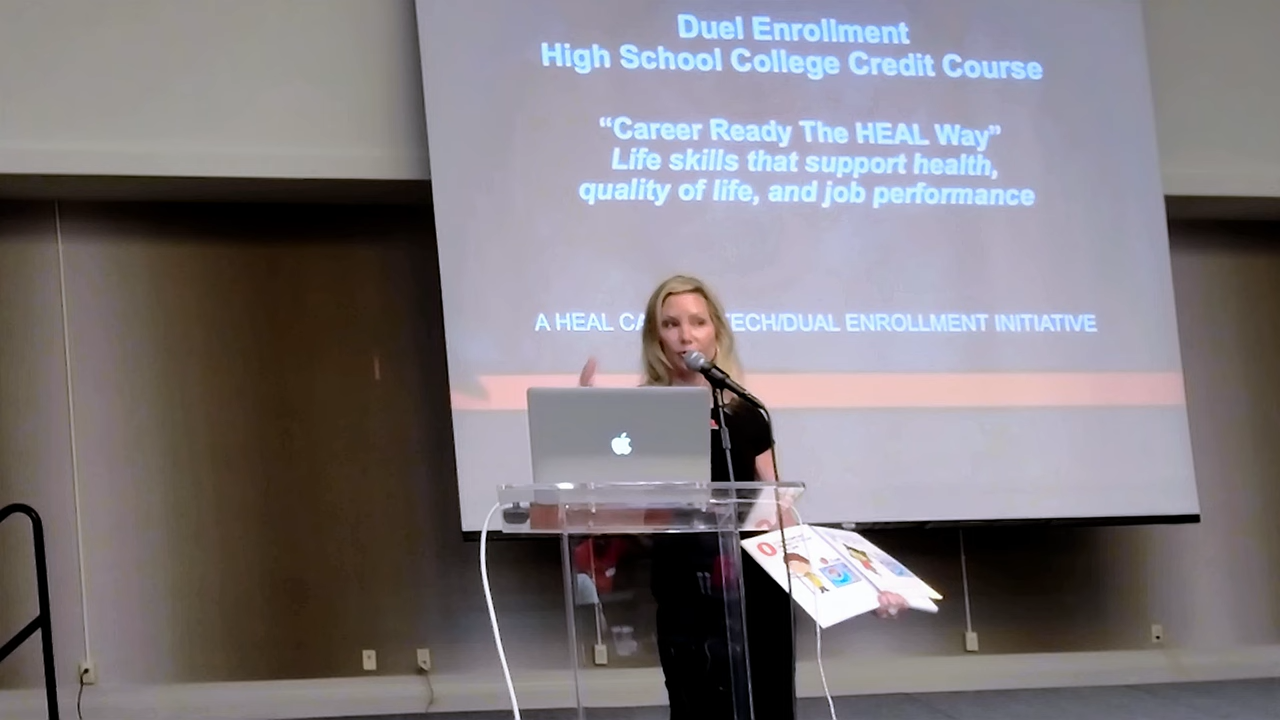 Duel Enrollment
High School College Credit Course
“Career Ready The HEAL Way”
Life skills that support health,
quality of life, and job performance
A HEAL CA TECH/DUAL ENROLLMENT INITIATIVE